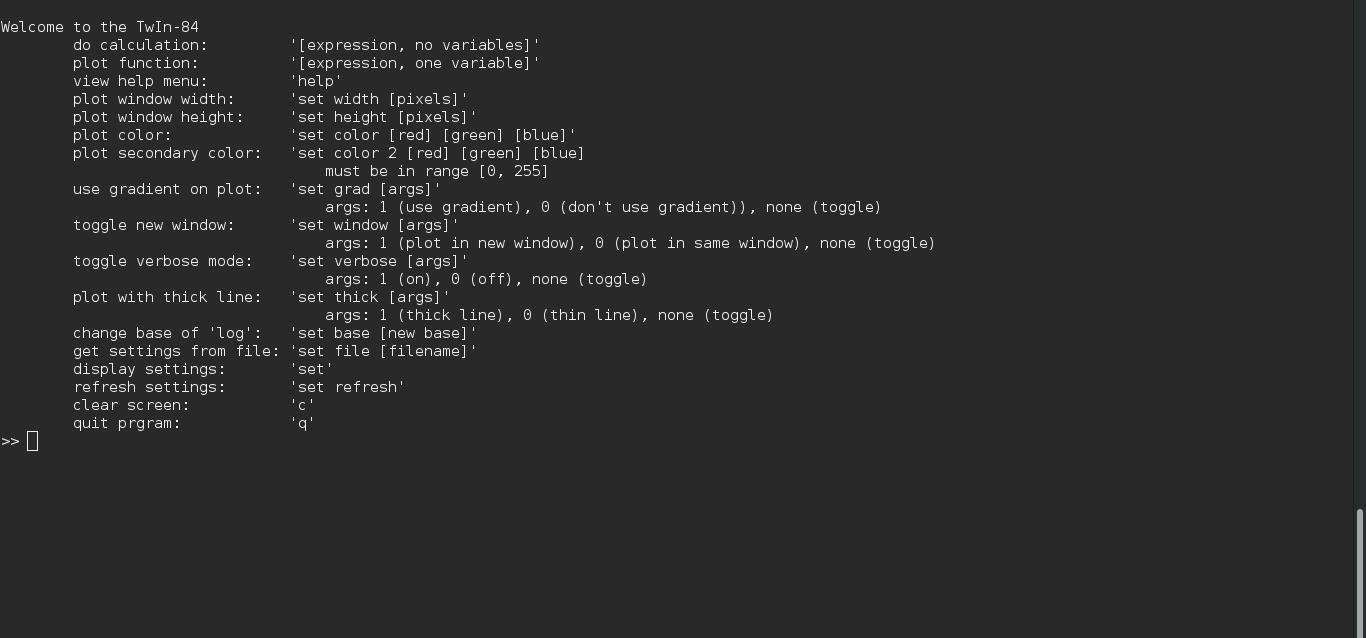 Welcome to the TwIn-84
do calculation: '[expression, no variables]'
plot function: '[expression, one variable]'
view help menu: 'help'
plot window width: 'set width [pixels]'
plot window height: 'set height [pixels]'
plot color: 'set color [red] [green] [blue]'
plot secondary color: 'set color 2 [red] [green] [blue]
must be in range [0, 255]
use gradient on plot: 'set grad [args]'
args: 1 (use gradient), 0 (don't use gradient)), none (toggle)
toggle new window: 'set window [args]'
args: 1 (plot in new window), 0 (plot in same window), none (toggle)
toggle verbose mode: 'set verbose [args]'
args: 1 (on), 0 (off), none (toggle)
plot with thick line: 'set thick [args]'
args: 1 (thick line), 0 (thin line), none (toggle)
change base of 'log': 'set base [new base]'
get settings from file: 'set file [filename]'
display settings: 'set'
refresh settings: 'set refresh'
clear screen: 'c'
quit prgram: 'q'
>>